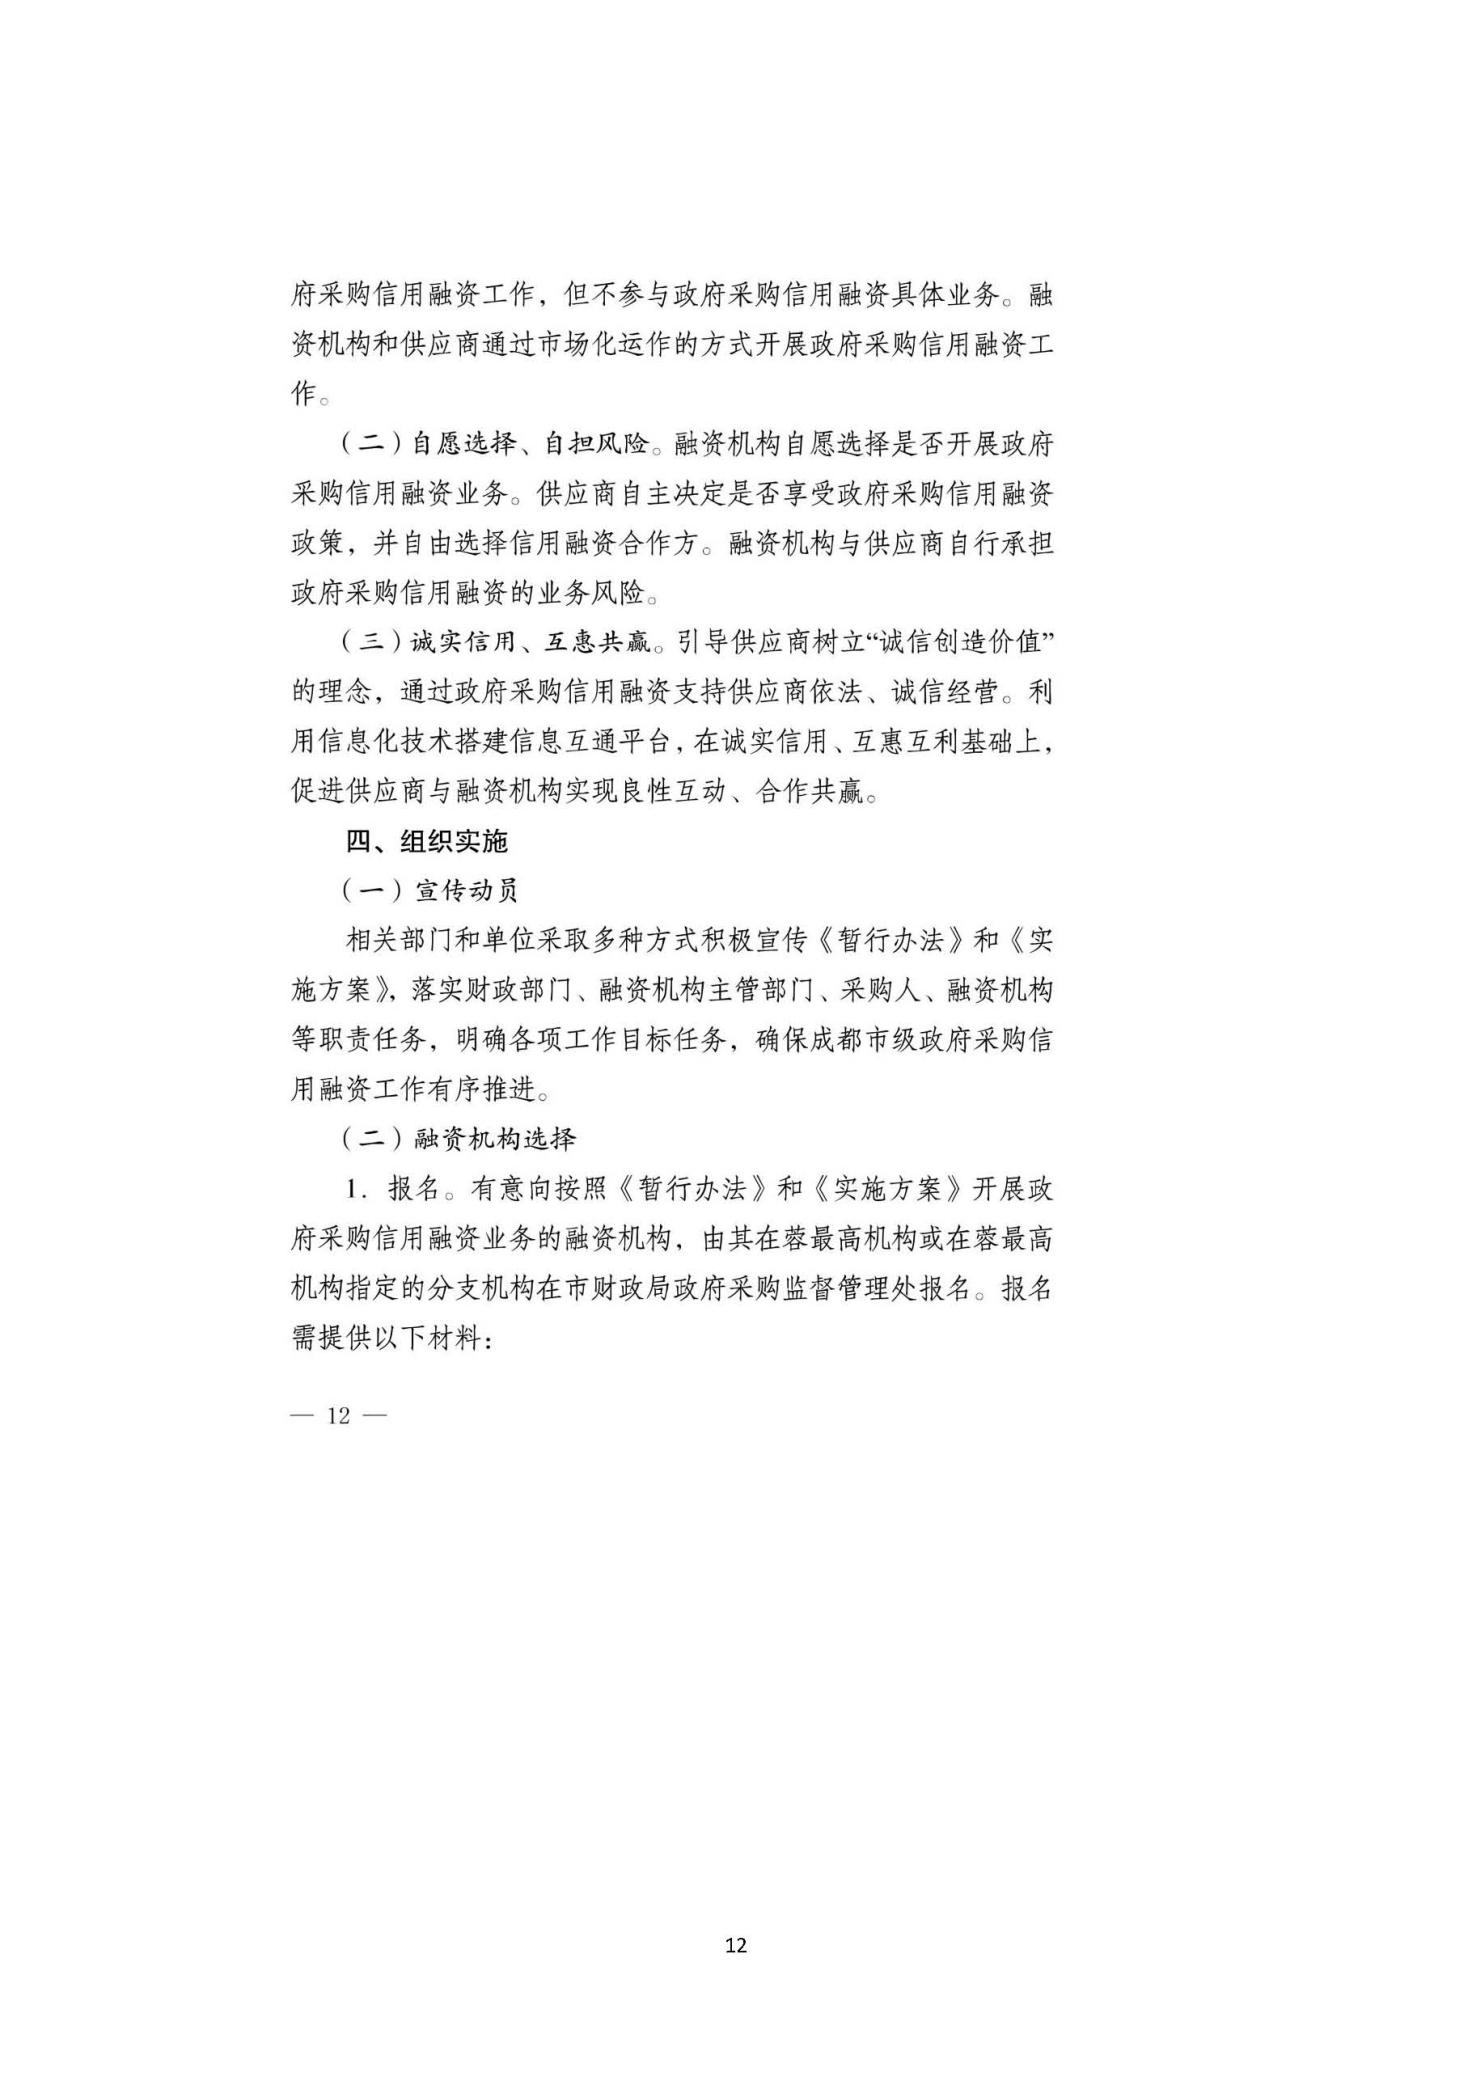 府采购信用融资工作，但不参与政府采购信用融资具体业务。融
资机构和供应商通过市场化运作的方式开展政府采购信用融资工
作。
（二）自愿选择、自担风险。融资机构自愿选择是否开展政府
采购信用融资业务。供应商自主决定是否享受政府采购信用融资
政策，并自由选择信用融资合作方。融资机构与供应商自行承担
政府采购信用融资的业务风险。
（三）诚实信用、互惠共赢。引导供应商树立“诚信创造价值”
的理念，通过政府采购信用融资支持供应商依法、诚信经营。利
用信息化技术搭建信息互通平台，在诚实信用、互惠互利基础上，
促进供应商与融资机构实现良性互动、合作共赢。
四、组织实施
（一）宣传动员
相关部门和单位采取多种方式积极宣传《暂行办法》和《实
施方案》，落实财政部门、融资机构主管部门、采购人、融资机构
等职责任务，明确各项工作目标任务，确保成都市级政府采购信
用融资工作有序推进。
（二）融资机构选择
1．报名。有意向按照《暂行办法》和《实施方案》开展政
府采购信用融资业务的融资机构，由其在蓉最高机构或在蓉最高
机构指定的分支机构在市财政局政府采购监督管理处报名。报名
需提供以下材料：
— 12 —
12